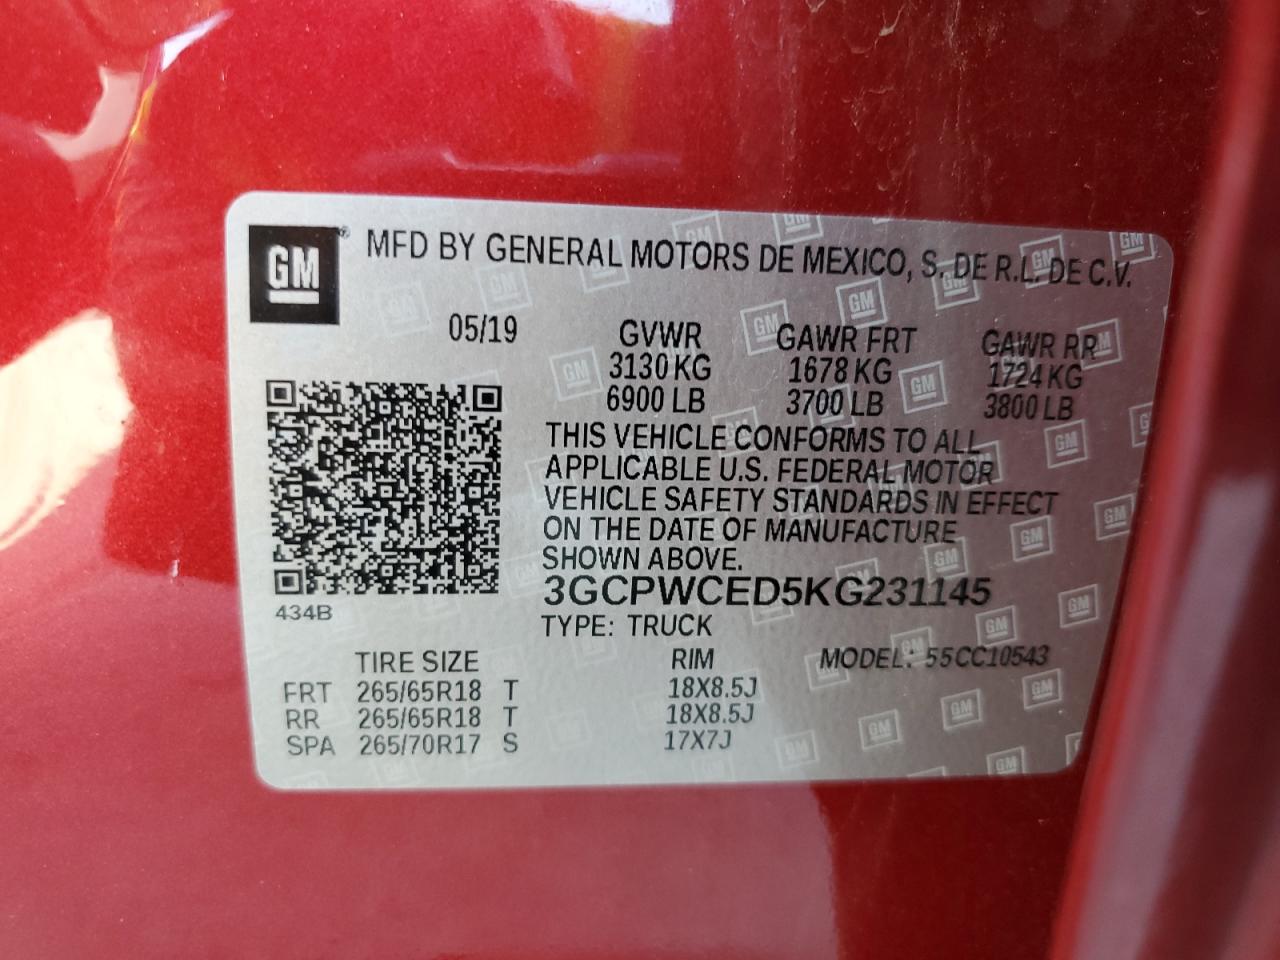 GM ® MFD BY GENERAL MOTORS DE MEXICO, S. DE R.L. DE C.V.
05/19 GVWR GAWR FRT GAWR RR
3130 KG 1678 KG 1724 KG
6900 LB 3700 LB 3800 LB
THIS VEHICLE CONFORMS TO ALL
APPLICABLE U.S. FEDERAL MOTOR
VEHICLE SAFETY STANDARDS IN EFFECT
ON THE DATE OF MANUFACTURE
SHOWN ABOVE.
3GCPWCED5KG231145
434B
TYPE: TRUCK
TIRE SIZE RIM MODEL: 55CC10543
FRT 265/65R18 T 18X8.5J
RR 265/65R18 T 18X8.5J
SPA 265/70R17 S 17X7J